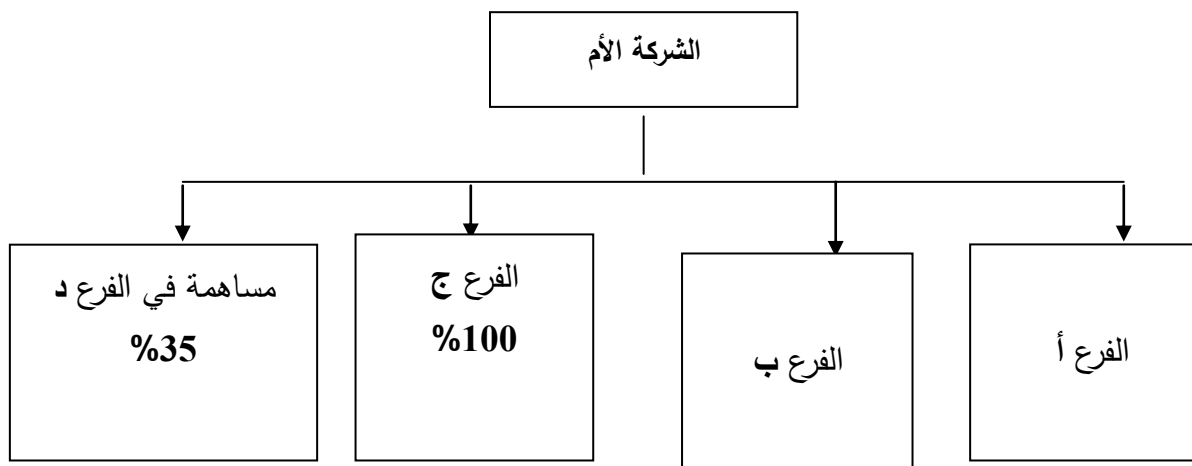 الشركة الأم
الفرع أ
الفرع ب
الفرع ج
%100
مساهمة في الفرع د
%35